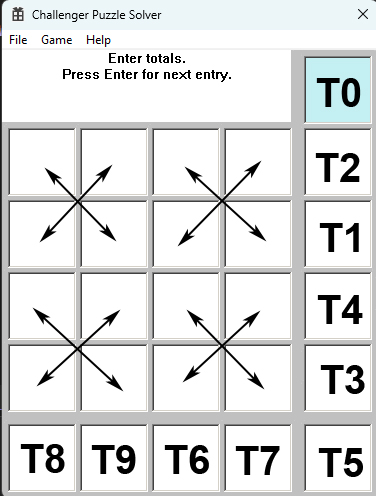 Challenger Puzzle Solver
File Game Help
Enter totals.
Press Enter for next entry.
T0
T2
T1
T4
T3
T8 T9 T6 T7 T5